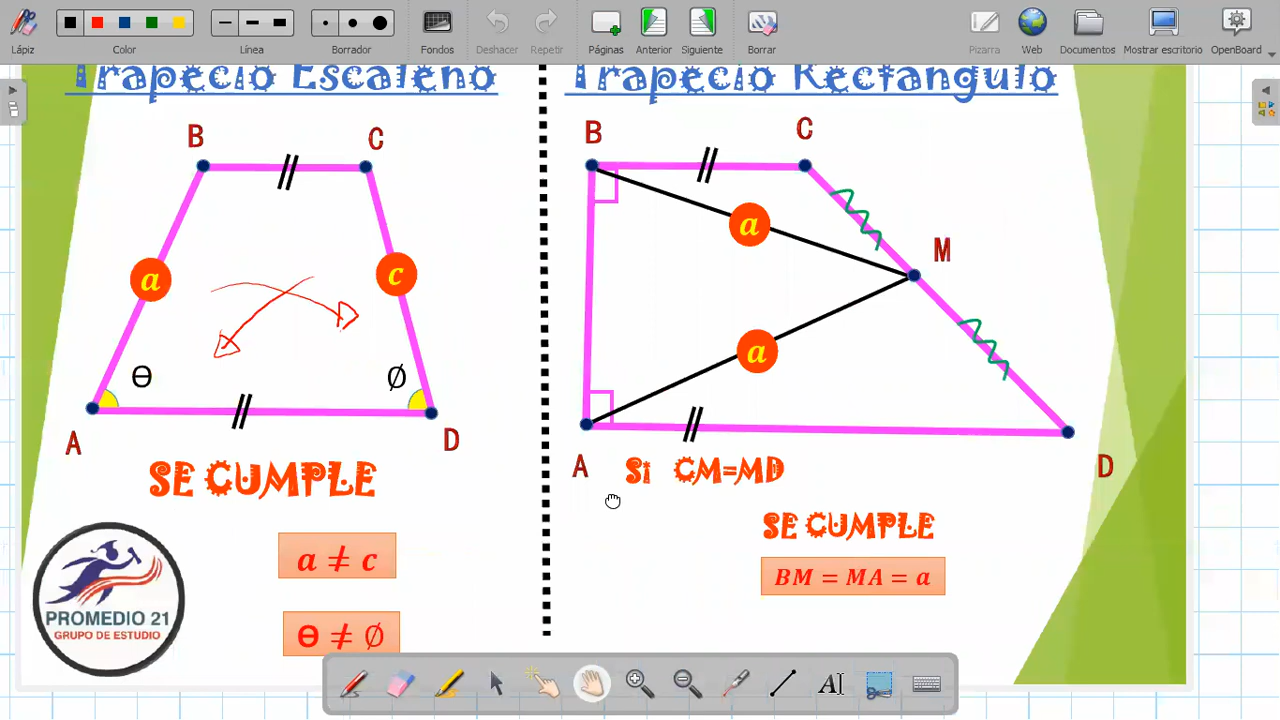 Lápiz
Color
Línea
Borrador
Fondos
Deshacer
Repetir
Páginas
Anterior
Siguiente
Borrar
Pizarra
Web
Documentos
Mostrar escritorio
OpenBoard
Trapecio Escaleno
B
C
a
c
Ɵ
Ø
A
D
SE CUMPLE
a ≠ c
Ɵ ≠ Ø
PROMEDIO 21
GRUPO DE ESTUDIO
Trapecio Rectángulo
B
C
a
M
a
A
D
Si CM=MD
SE CUMPLE
BM = MA = a
AI